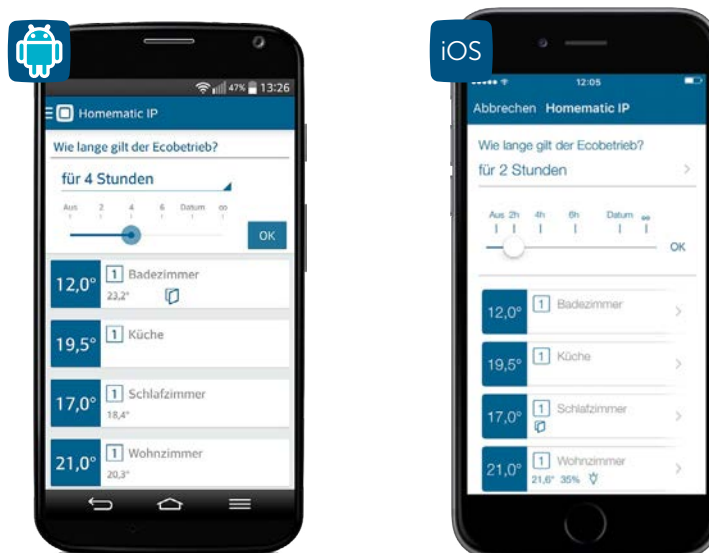 47% 13:26
Homematic IP
Wie lange gilt der Ecobetrieb?
für 4 Stunden
Aus 2 4 6 Datum ∞
OK
12,0° 1 Badezimmer
23,2°
19,5° 1 Küche
17,0° 1 Schlafzimmer
18,4°
21,0° 1 Wohnzimmer
20,3°
iOS
12:05
Abbrechen Homematic IP
Wie lange gilt der Ecobetrieb?
für 2 Stunden
Aus 2h 4h 6h Datum ∞
OK
12,0° 1 Badezimmer
19,5° 1 Küche
17,0° 1 Schlafzimmer
21,0° 1 Wohnzimmer
21,6° 35%